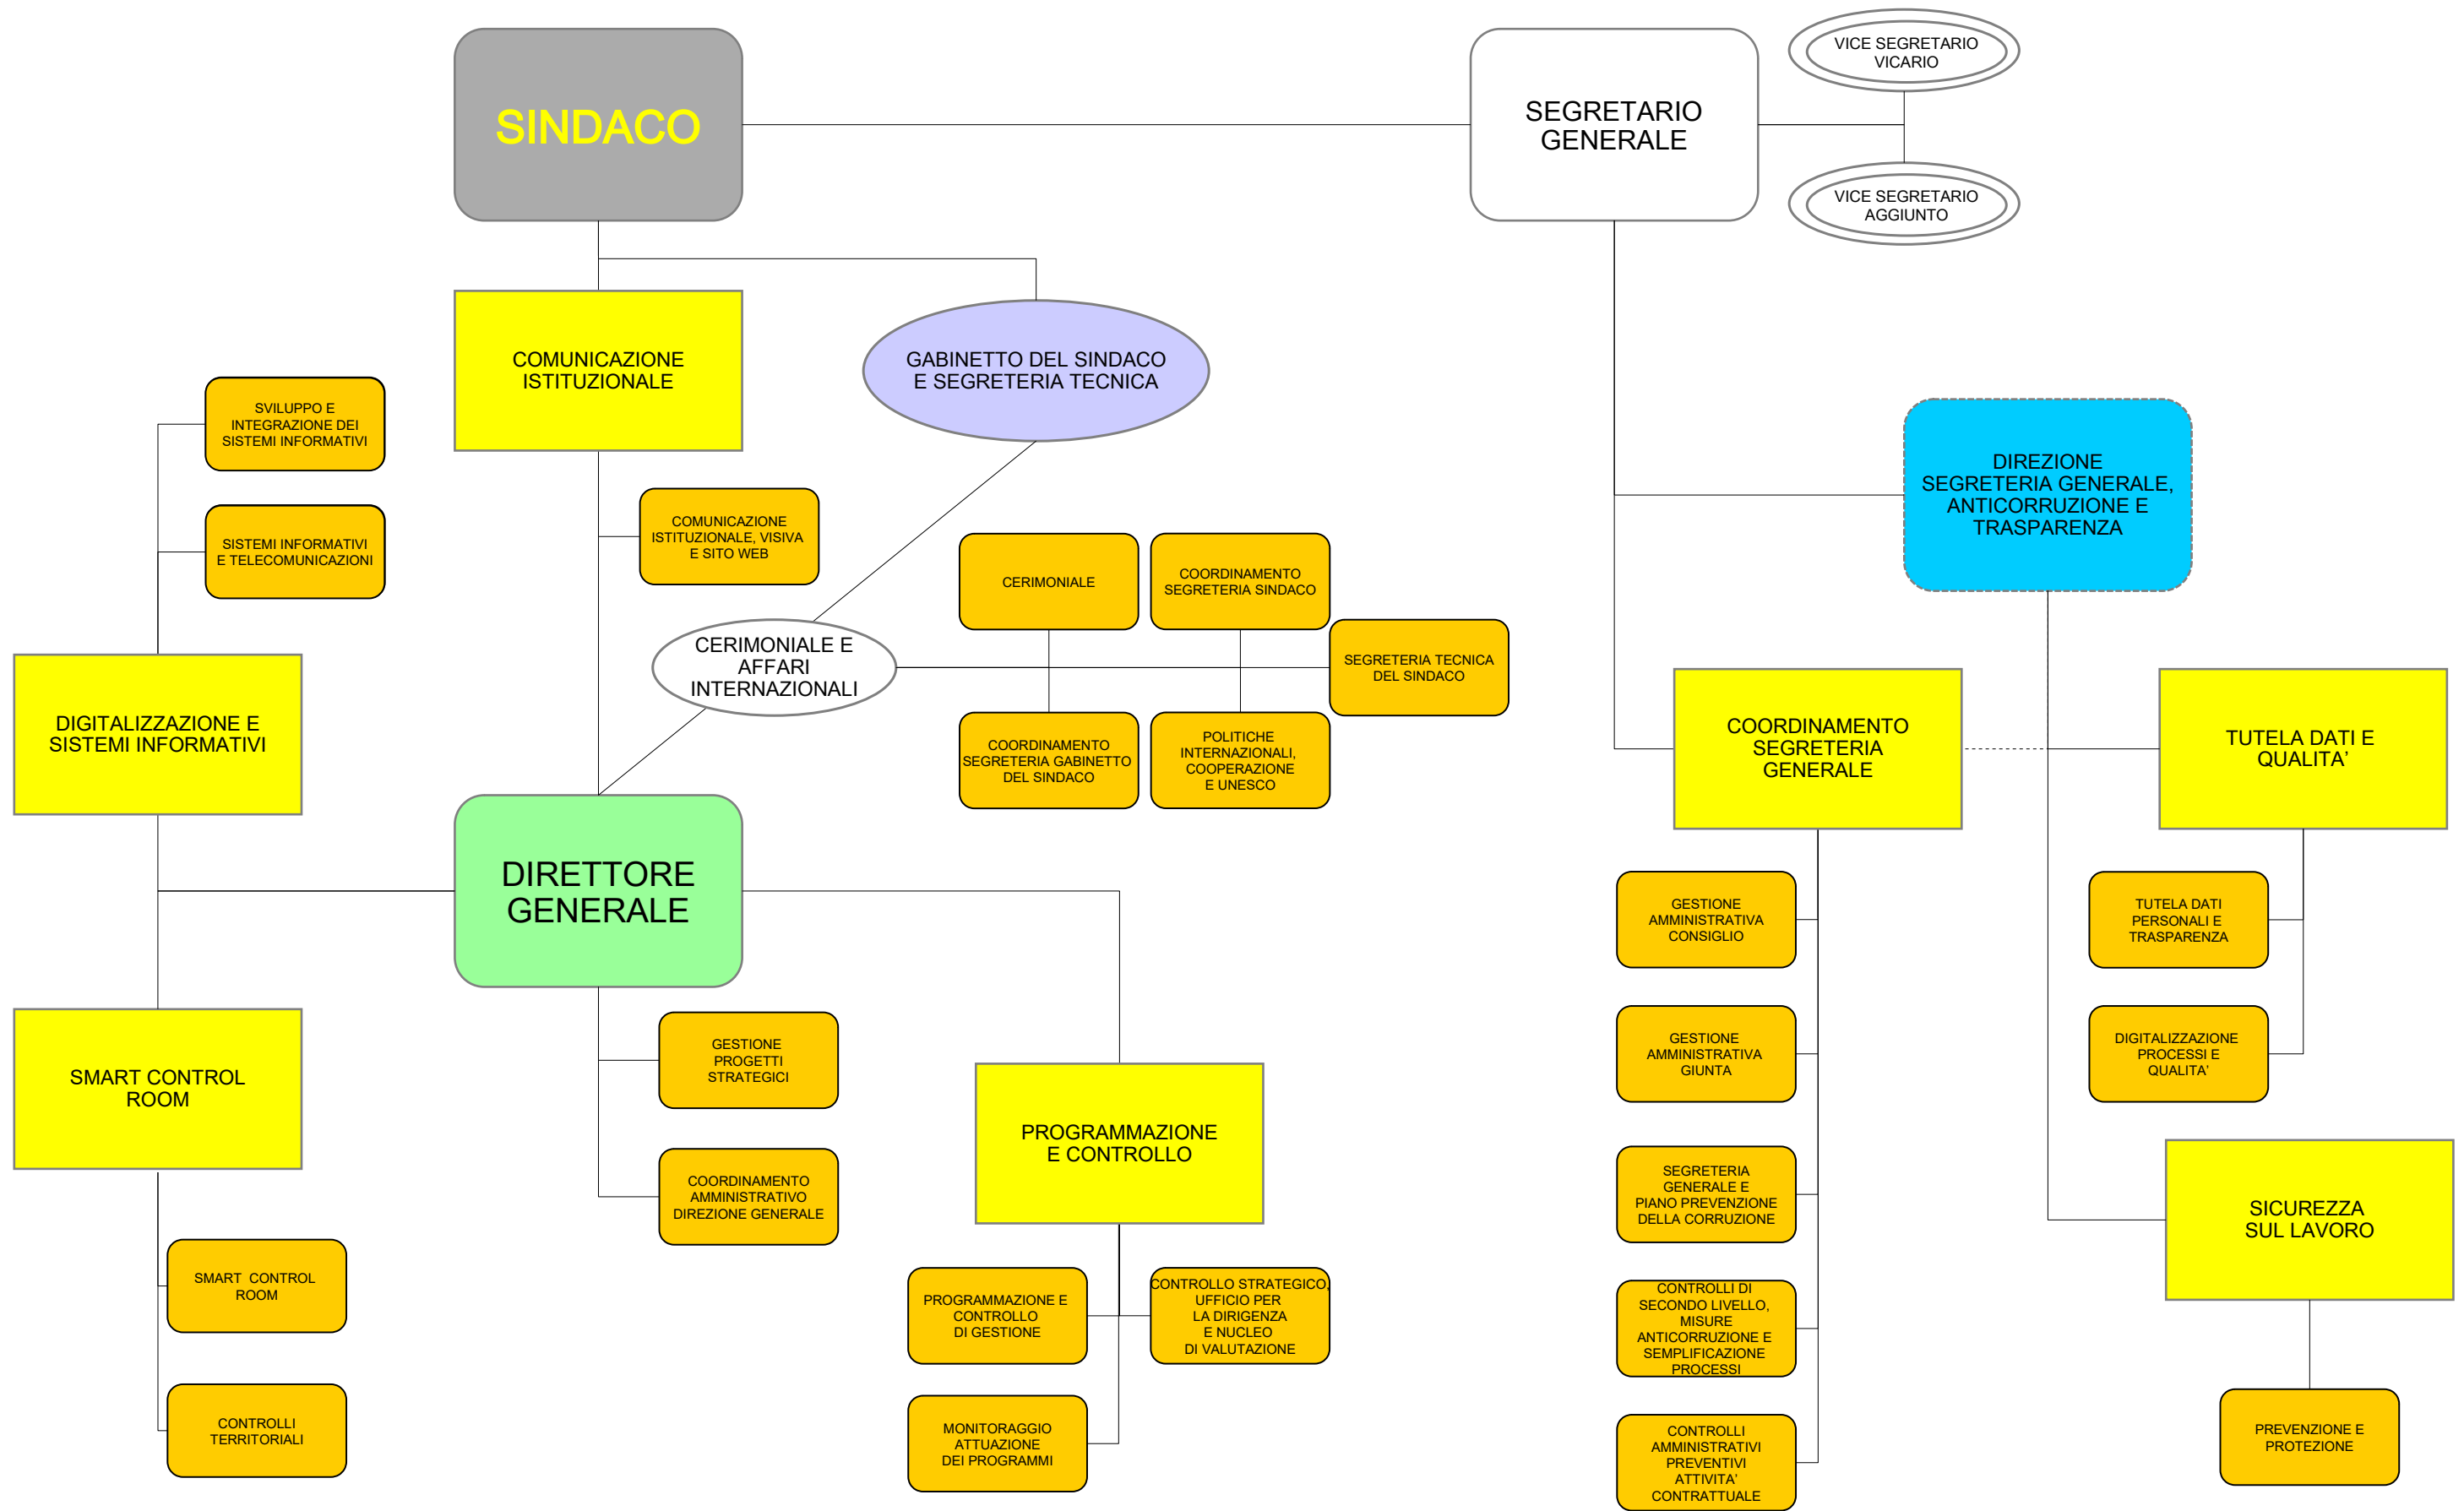 SINDACO
SEGRETARIO
GENERALE
VICE SEGRETARIO
VICARIO
VICE SEGRETARIO
AGGIUNTO
COMUNICAZIONE
ISTITUZIONALE
GABINETTO DEL SINDACO
E SEGRETERIA TECNICA
SVILUPPO E
INTEGRAZIONE DEI
SISTEMI INFORMATIVI
SISTEMI INFORMATIVI
E TELECOMUNICAZIONI
COMUNICAZIONE
ISTITUZIONALE, VISIVA
E SITO WEB
DIREZIONE
SEGRETERIA GENERALE,
ANTICORRUZIONE E
TRASPARENZA
CERIMONIALE
COORDINAMENTO
SEGRETERIA SINDACO
CERIMONIALE E
AFFARI
INTERNAZIONALI
SEGRETERIA TECNICA
DEL SINDACO
COORDINAMENTO
SEGRETERIA GABINETTO
DEL SINDACO
POLITICHE
INTERNAZIONALI,
COOPERAZIONE
E UNESCO
DIGITALIZZAZIONE E
SISTEMI INFORMATIVI
COORDINAMENTO
SEGRETERIA
GENERALE
TUTELA DATI E
QUALITA’
DIRETTORE
GENERALE
GESTIONE
AMMINISTRATIVA
CONSIGLIO
TUTELA DATI
PERSONALI E
TRASPARENZA
SMART CONTROL
ROOM
GESTIONE
PROGETTI
STRATEGICI
GESTIONE
AMMINISTRATIVA
GIUNTA
DIGITALIZZAZIONE
PROCESSI E
QUALITA’
PROGRAMMAZIONE
E CONTROLLO
COORDINAMENTO
AMMINISTRATIVO
DIREZIONE GENERALE
SEGRETERIA
GENERALE E
PIANO PREVENZIONE
DELLA CORRUZIONE
SICUREZZA
SUL LAVORO
SMART  CONTROL
ROOM
PROGRAMMAZIONE E
CONTROLLO
DI GESTIONE
CONTROLLO STRATEGICO,
UFFICIO PER
LA DIRIGENZA
E NUCLEO
DI VALUTAZIONE
CONTROLLI DI
SECONDO LIVELLO,
MISURE
ANTICORRUZIONE E
SEMPLIFICAZIONE
PROCESSI
CONTROLLI
TERRITORIALI
MONITORAGGIO
ATTUAZIONE
DEI PROGRAMMI
CONTROLLI
AMMINISTRATIVI
PREVENTIVI
ATTIVITA’
CONTRATTUALE
PREVENZIONE E
PROTEZIONE